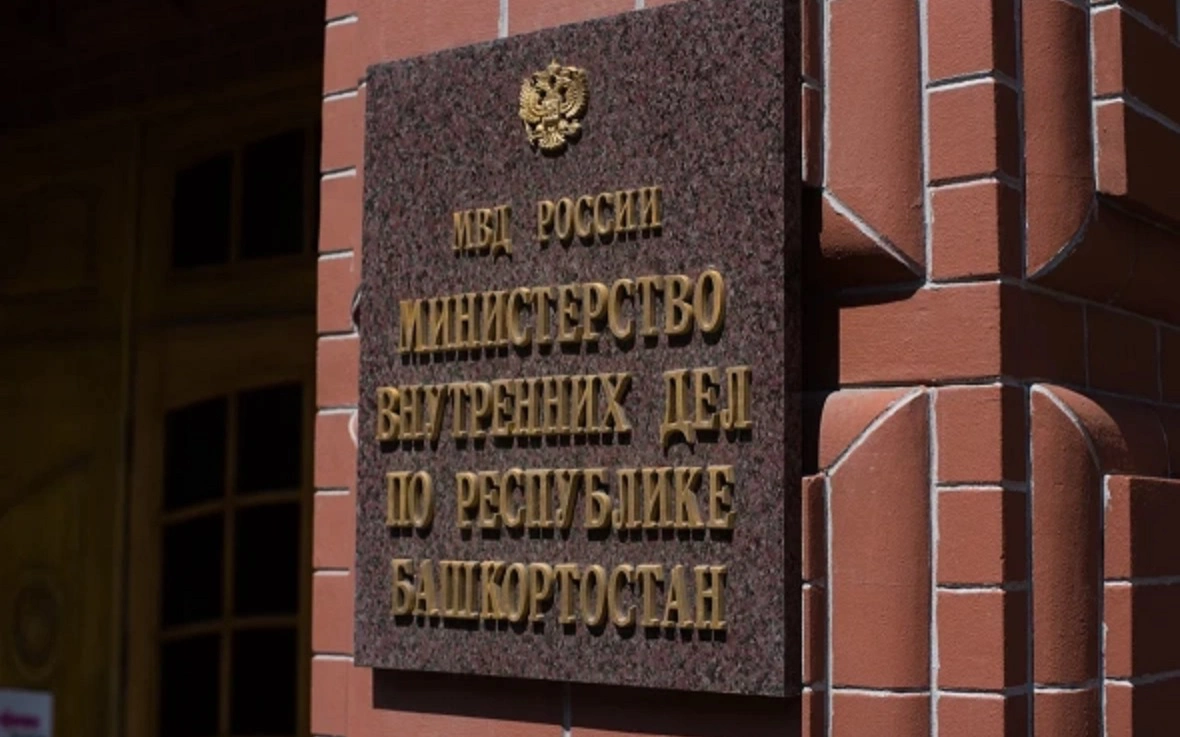 МВД РОССИИ
МИНИСТЕРСТВО
ВНУТРЕННИХ ДЕЛ
ПО РЕСПУБЛИКЕ
БАШКОРТОСТАН